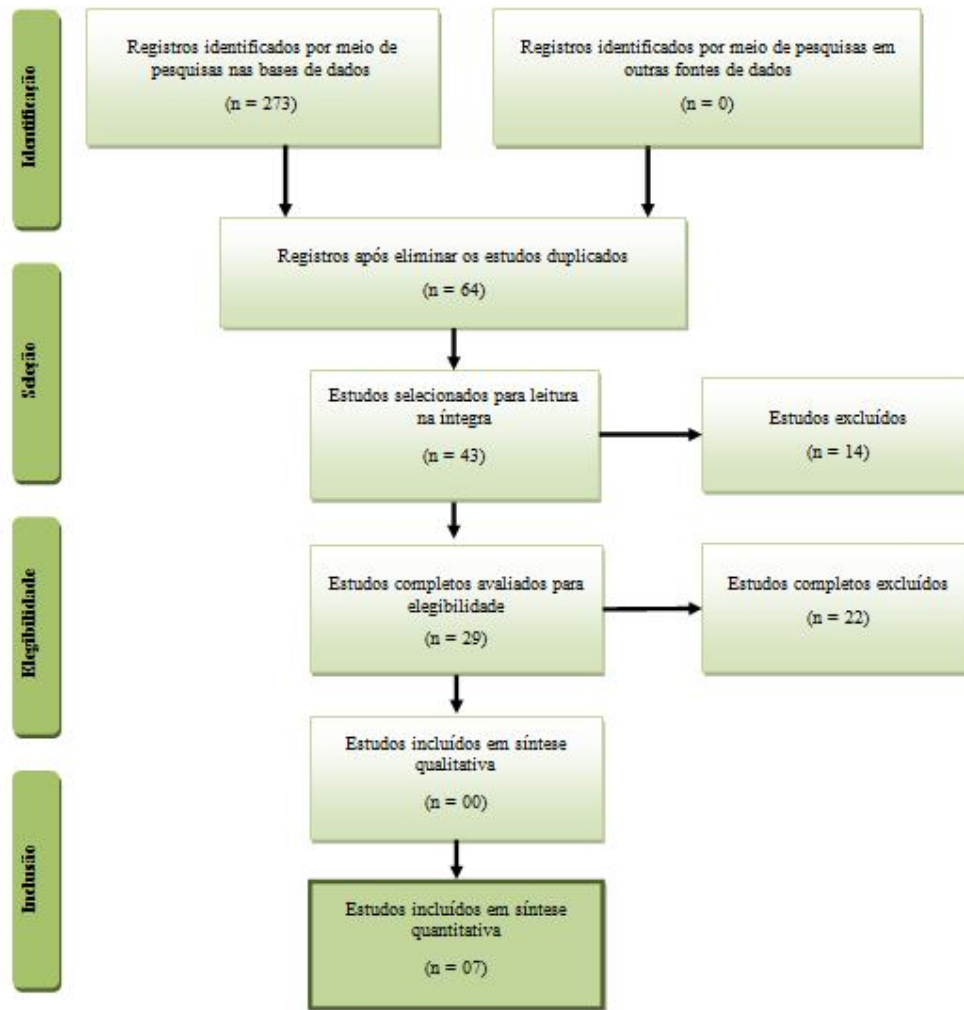 Identificação
Registros identificados por meio de
pesquisas nas bases de dados
(n = 273)
Registros identificados por meio de pesquisas em
outras fontes de dados
(n = 0)
Registros após eliminar os estudos duplicados
(n = 64)
Seleção
Estudos selecionados para leitura
na íntegra
(n = 43)
Estudos excluídos
(n = 14)
Elegibilidade
Estudos completos avaliados para
elegibilidade
(n = 29)
Estudos completos excluídos
(n = 22)
Inclusão
Estudos incluídos em síntese
qualitativa
(n = 00)
Estudos incluídos em síntese
quantitativa
(n = 07)